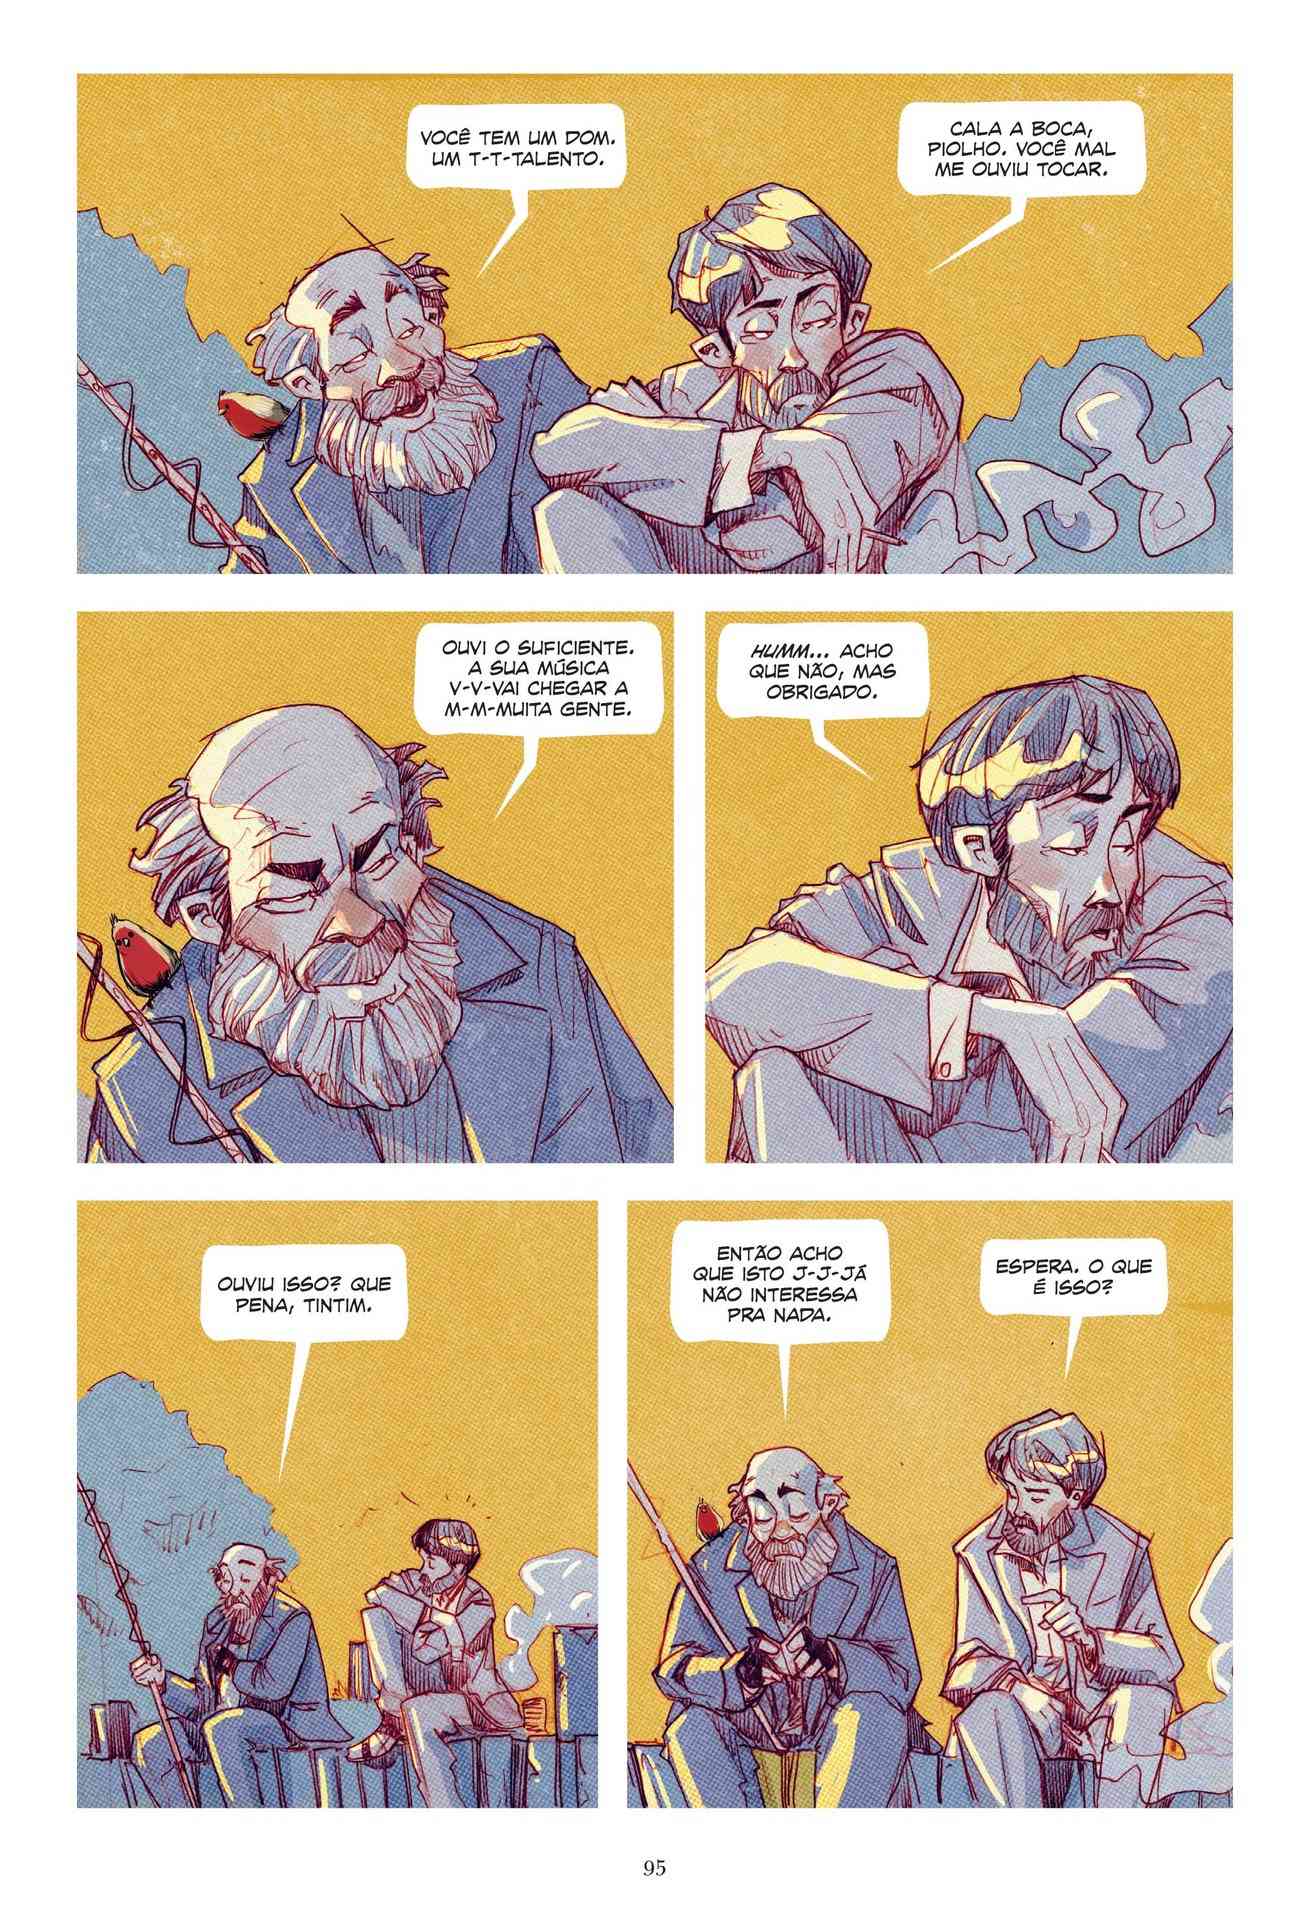 VOCÊ TEM UM DOM.
UM T-T-TALENTO.
CALA A BOCA,
PIOLHO. VOCÊ MAL
ME OUVIU TOCAR.
OUVI O SUFICIENTE.
A SUA MÚSICA
V-V-VAI CHEGAR A
M-M-MUITA GENTE.
HUMM... ACHO
QUE NÃO, MAS
OBRIGADO.
OUVIU ISSO? QUE
PENA, TINTIM.
ENTÃO ACHO
QUE ISTO J-J-JÁ
NÃO INTERESSA
PRA NADA.
ESPERA. O QUE
É ISSO?
95